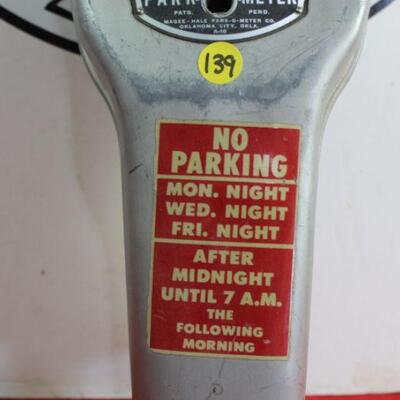 PARK-O-METER
PATS. PEND.
MAGEE-HALE PARK-O-METER CO.
OKLAHOMA CITY, OKLA.
A-10
139
NO
PARKING
MON. NIGHT
WED. NIGHT
FRI. NIGHT
AFTER
MIDNIGHT
UNTIL 7 A.M.
THE
FOLLOWING
MORNING